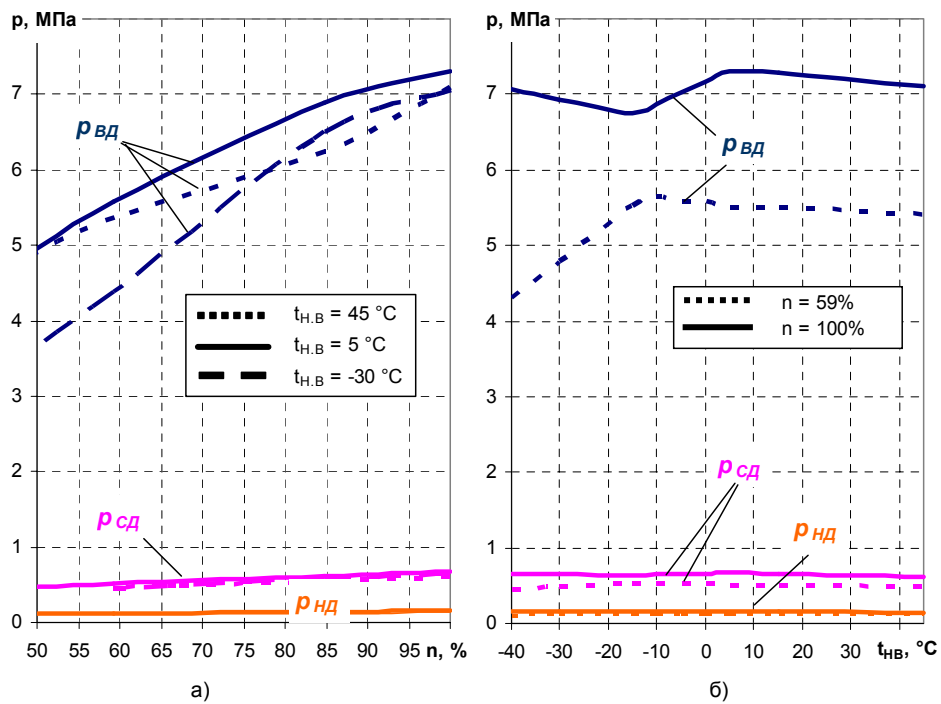 p, МПа
7
6
5
4
3
2
1
0
p ВД
tН.В = 45 °C
tН.В = 5 °C
tН.В = -30 °C
p СД
p НД
50 55 60 65 70 75 80 85 90 95 n, %
а)
p, МПа
7
6
5
4
3
2
1
0
p ВД
n = 59%
n = 100%
p СД
p НД
-40 -30 -20 -10 0 10 20 30 tНВ, °C
б)